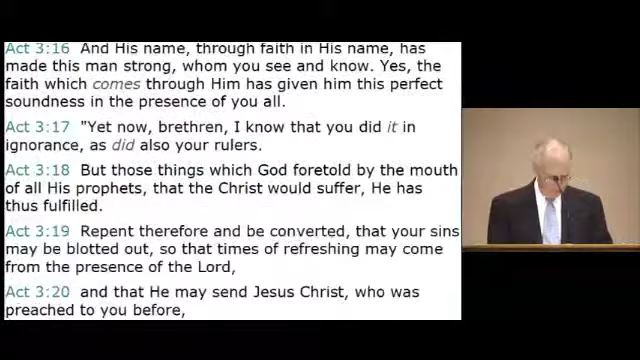 Act 3:16 And His name, through faith in His name, has
made this man strong, whom you see and know. Yes, the
faith which comes through Him has given him this perfect
soundness in the presence of you all.
Act 3:17 "Yet now, brethren, I know that you did it in
ignorance, as did also your rulers.
Act 3:18 But those things which God foretold by the mouth
of all His prophets, that the Christ would suffer, He has
thus fulfilled.
Act 3:19 Repent therefore and be converted, that your sins
may be blotted out, so that times of refreshing may come
from the presence of the Lord,
Act 3:20 and that He may send Jesus Christ, who was
preached to you before,